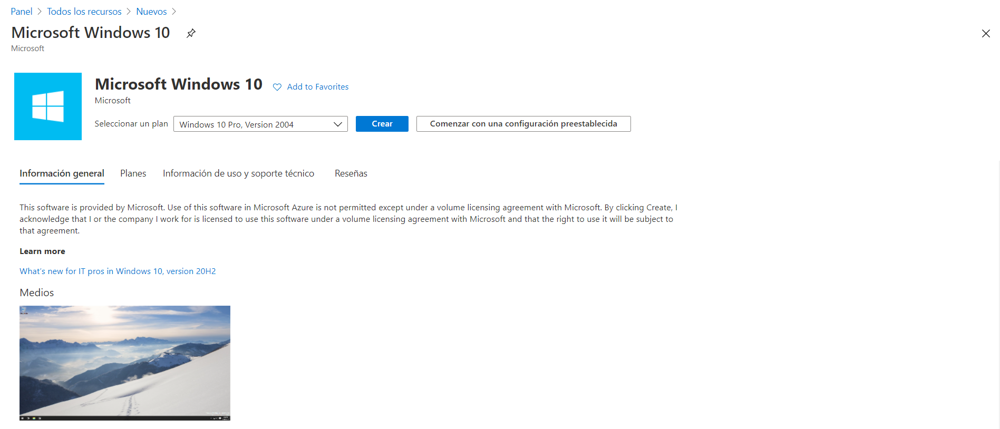 Panel > Todos los recursos > Nuevos >
Microsoft Windows 10
Microsoft
Microsoft Windows 10 Add to Favorites
Microsoft
Seleccionar un plan Windows 10 Pro, Version 2004 Crear Comenzar con una configuración preestablecida
Información general Planes Información de uso y soporte técnico Reseñas
This software is provided by Microsoft. Use of this software in Microsoft Azure is not permitted except under a volume licensing agreement with Microsoft. By clicking Create, I
acknowledge that I or the company I work for is licensed to use this software under a volume licensing agreement with Microsoft and that the right to use it will be subject to
that agreement.
Learn more
What's new for IT pros in Windows 10, version 20H2
Medios